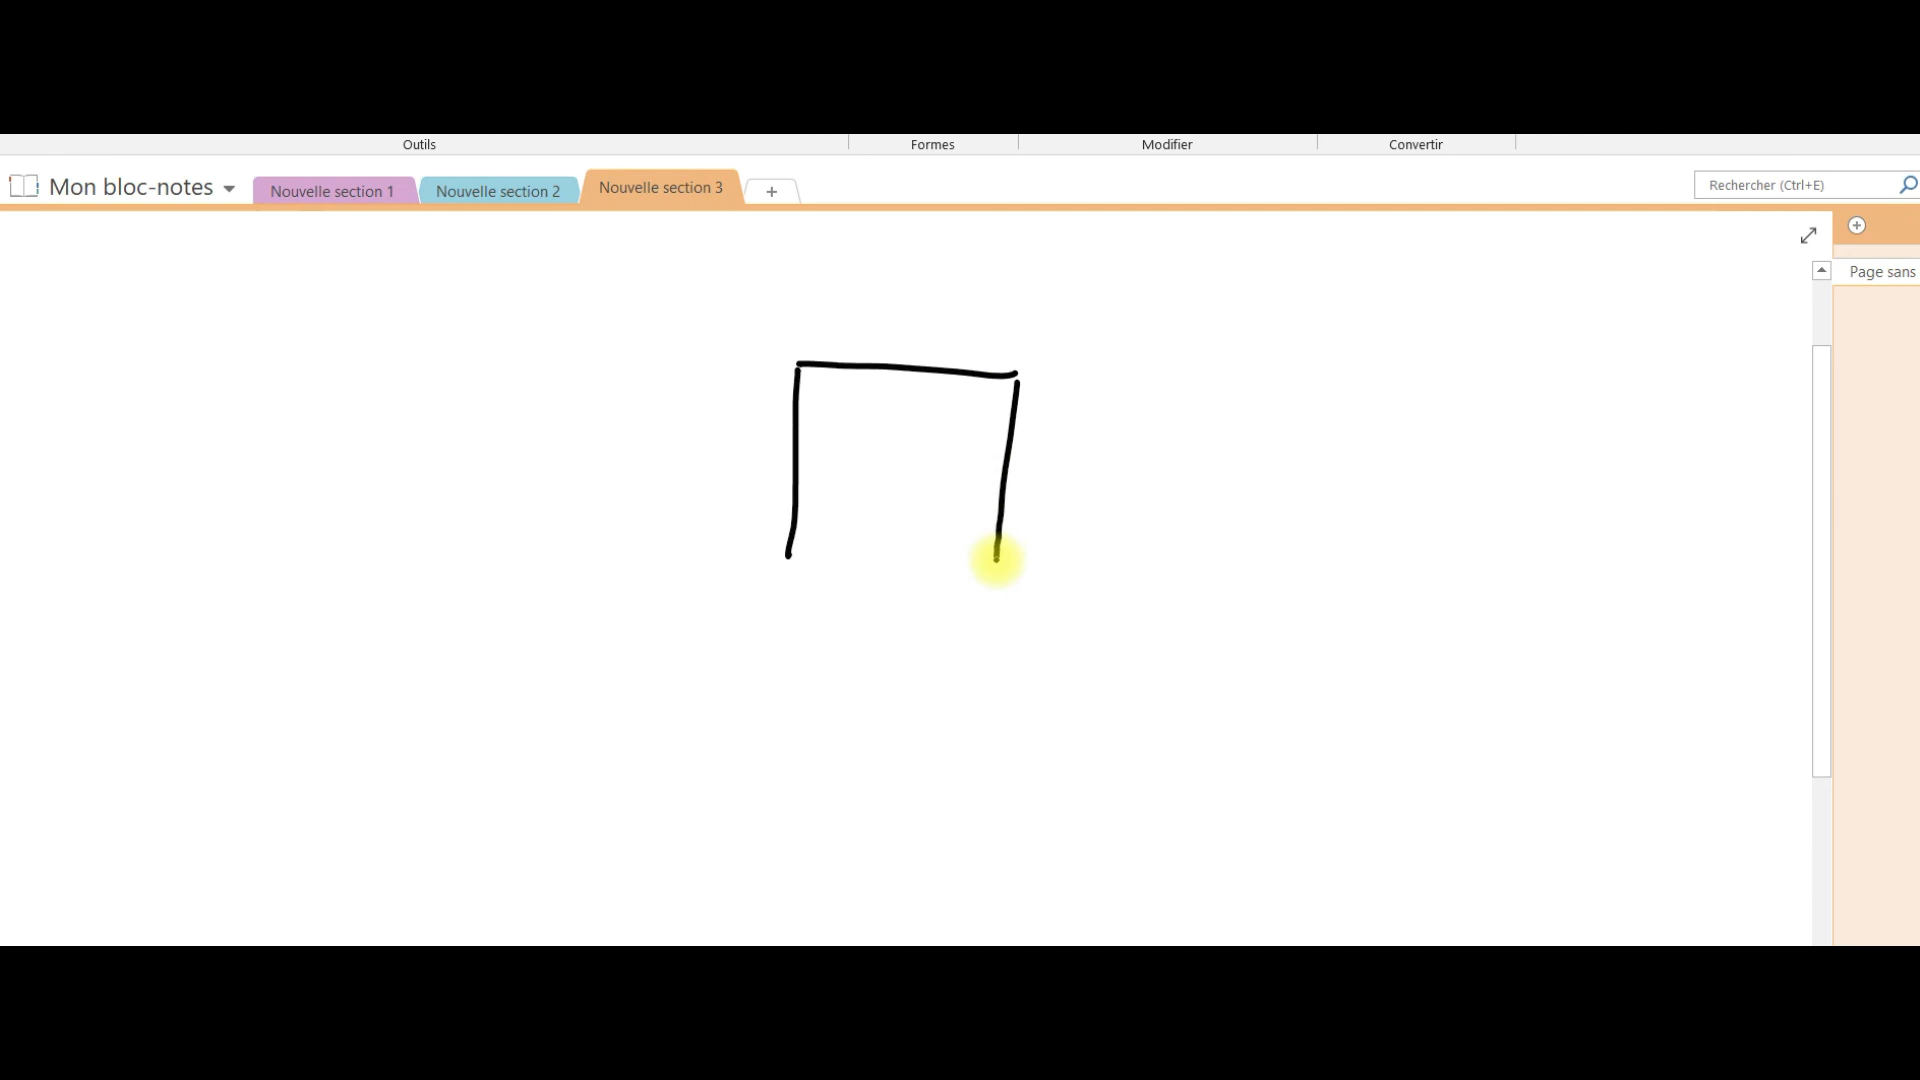 Outils Formes Modifier Convertir
Mon bloc-notes Nouvelle section 1 Nouvelle section 2 Nouvelle section 3 + Rechercher (Ctrl+E)
Page sans